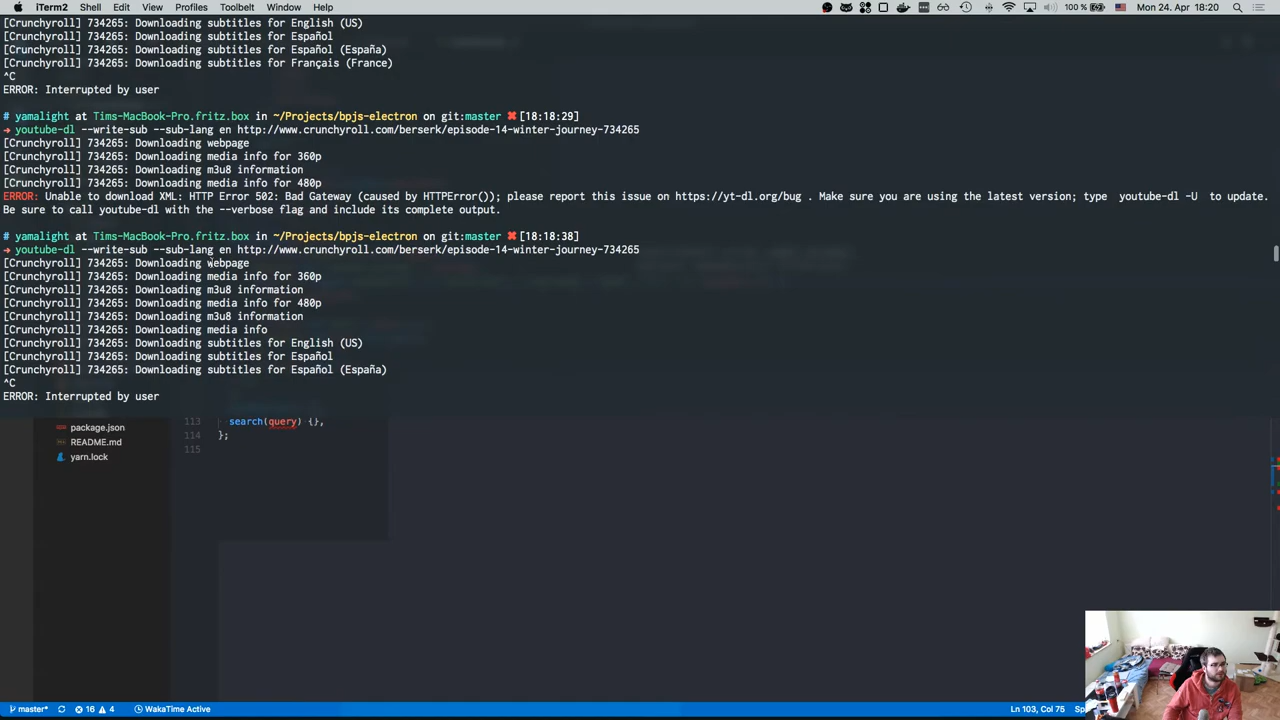 iTerm2 Shell Edit View Profiles Toolbelt Window Help 100 % Mon 24. Apr 18:20
[Crunchyroll] 734265: Downloading subtitles for English (US)
[Crunchyroll] 734265: Downloading subtitles for Español
[Crunchyroll] 734265: Downloading subtitles for Español (España)
[Crunchyroll] 734265: Downloading subtitles for Français (France)
^C
ERROR: Interrupted by user
# yamalight at Tims-MacBook-Pro.fritz.box in ~/Projects/bpjs-electron on git:master ✖ [18:18:29]
→ youtube-dl --write-sub --sub-lang en http://www.crunchyroll.com/berserk/episode-14-winter-journey-734265
[Crunchyroll] 734265: Downloading webpage
[Crunchyroll] 734265: Downloading media info for 360p
[Crunchyroll] 734265: Downloading m3u8 information
[Crunchyroll] 734265: Downloading media info for 480p
ERROR: Unable to download XML: HTTP Error 502: Bad Gateway (caused by HTTPError()); please report this issue on https://yt-dl.org/bug . Make sure you are using the latest version; type  youtube-dl -U  to update.
Be sure to call youtube-dl with the --verbose flag and include its complete output.
# yamalight at Tims-MacBook-Pro.fritz.box in ~/Projects/bpjs-electron on git:master ✖ [18:18:38]
→ youtube-dl --write-sub --sub-lang en http://www.crunchyroll.com/berserk/episode-14-winter-journey-734265
[Crunchyroll] 734265: Downloading webpage
[Crunchyroll] 734265: Downloading media info for 360p
[Crunchyroll] 734265: Downloading m3u8 information
[Crunchyroll] 734265: Downloading media info for 480p
[Crunchyroll] 734265: Downloading m3u8 information
[Crunchyroll] 734265: Downloading media info
[Crunchyroll] 734265: Downloading subtitles for English (US)
[Crunchyroll] 734265: Downloading subtitles for Español
[Crunchyroll] 734265: Downloading subtitles for Español (España)
^C
ERROR: Interrupted by user
package.json
README.md
yarn.lock
113 search(query) {},
114 };
115
master* 16 4 WakaTime Active Ln 103, Col 75